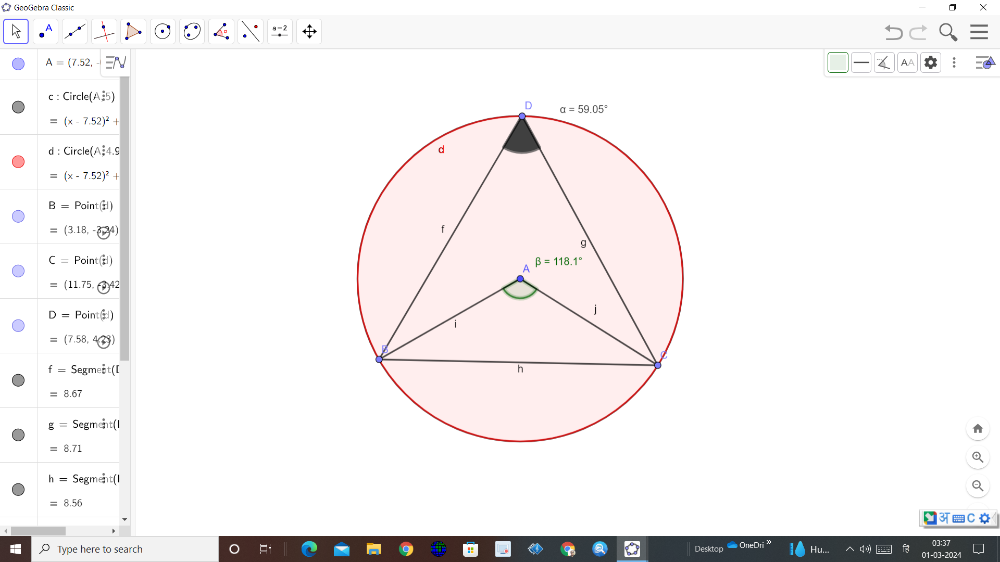 GeoGebra Classic
A
α
a=2
A = (7.52, -
c : Circle(A, 5)
= (x - 7.52)² +
d : Circle(A, 4.9
= (x - 7.52)² +
B = Point(d)
= (3.18, -3.24)
C = Point(d)
= (11.75, -3.42
D = Point(d)
= (7.58, 4.23)
f = Segment(D
= 8.67
g = Segment(D
= 8.71
h = Segment(B
= 8.56
AA
D
α = 59.05°
d
f
g
β = 118.1°
A
j
i
B
C
h
अ C
Type here to search
Desktop
OneDri
»
Hu...
हिं
03:37
01-03-2024